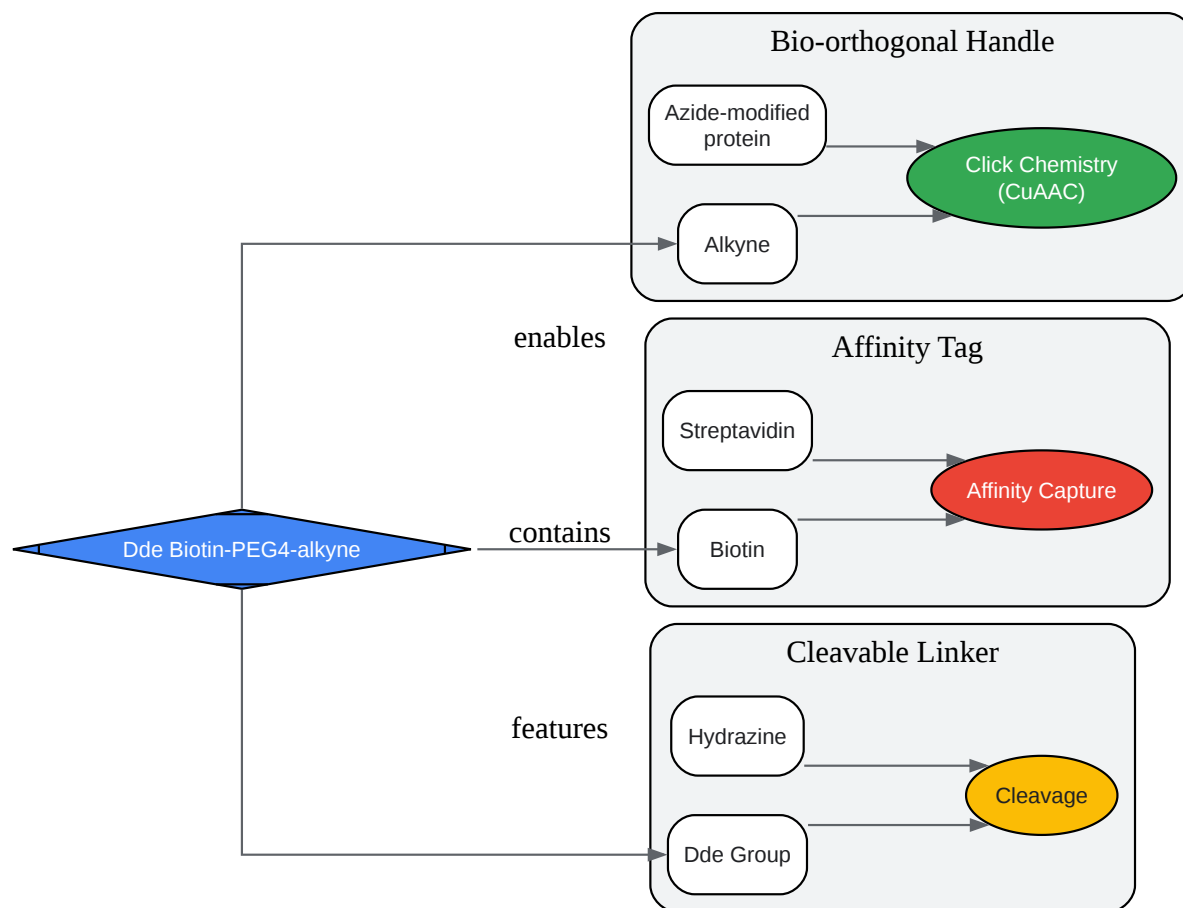 Bio-orthogonal Handle
Azide-modified
protein
Click Chemistry
(CuAAC)
Alkyne
enables
Affinity Tag
Streptavidin
Affinity Capture
Dde Biotin-PEG4-alkyne
contains
Biotin
Cleavable Linker
features
Hydrazine
Cleavage
Dde Group